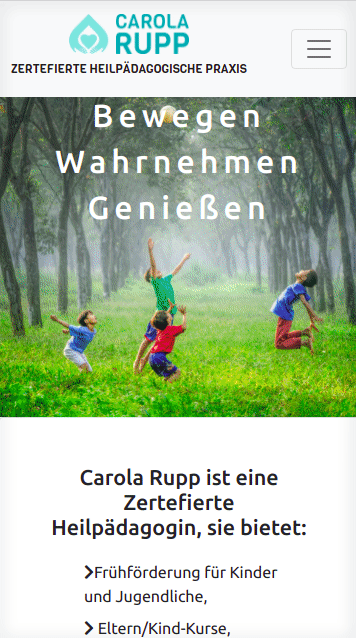 CAROLA
RUPP
ZERTEFIERTE HEILPÄDAGOGISCHE PRAXIS
Bewegen
Wahrnehmen
Genießen
Carola Rupp ist eine
Zertefierte
Heilpädagogin, sie bietet:
Frühförderung für Kinder
und Jugendliche,
Eltern/Kind-Kurse,